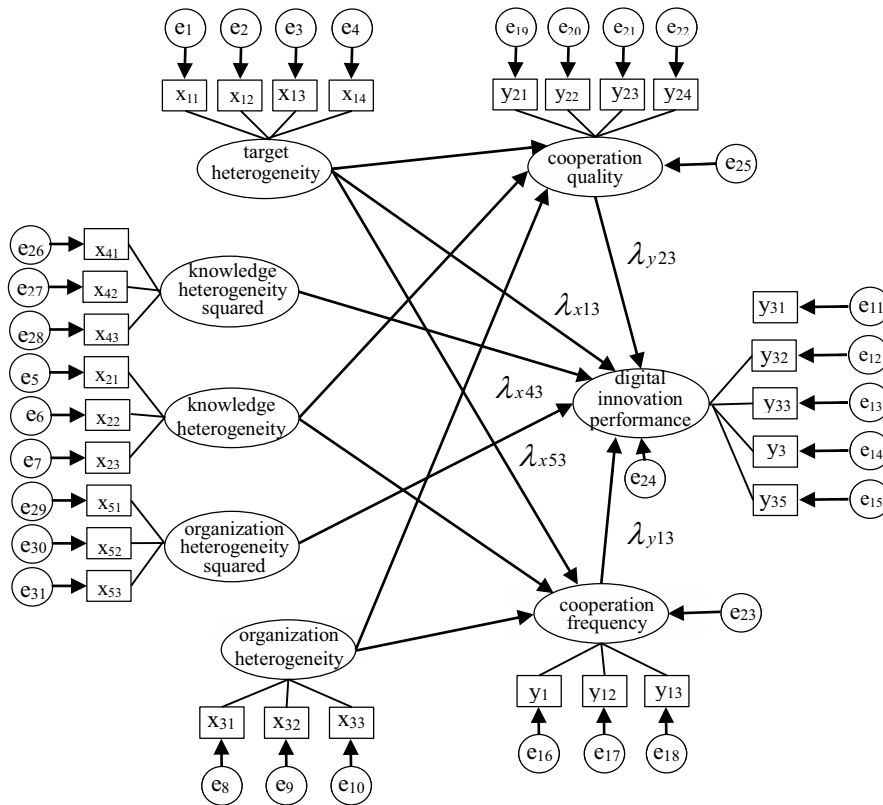 e1 e2 e3 e4
e19 e20 e21 e22
x11 x12 x13 x14
y21 y22 y23 y24
target
heterogeneity
cooperation
quality
e25
e26 x41
e27 x42
e28 x43
knowledge
heterogeneity
squared
λy23
λx13
y31 e11
y32 e12
y33 e13
y3 e14
y35 e15
e5 x21
e6 x22
e7 x23
knowledge
heterogeneity
λx43
digital
innovation
performance
e24
λx53
e29 x51
e30 x52
e31 x53
organization
heterogeneity
squared
λy13
cooperation
frequency
e23
organization
heterogeneity
x31 x32 x33
y1 y12 y13
e8 e9 e10
e16 e17 e18